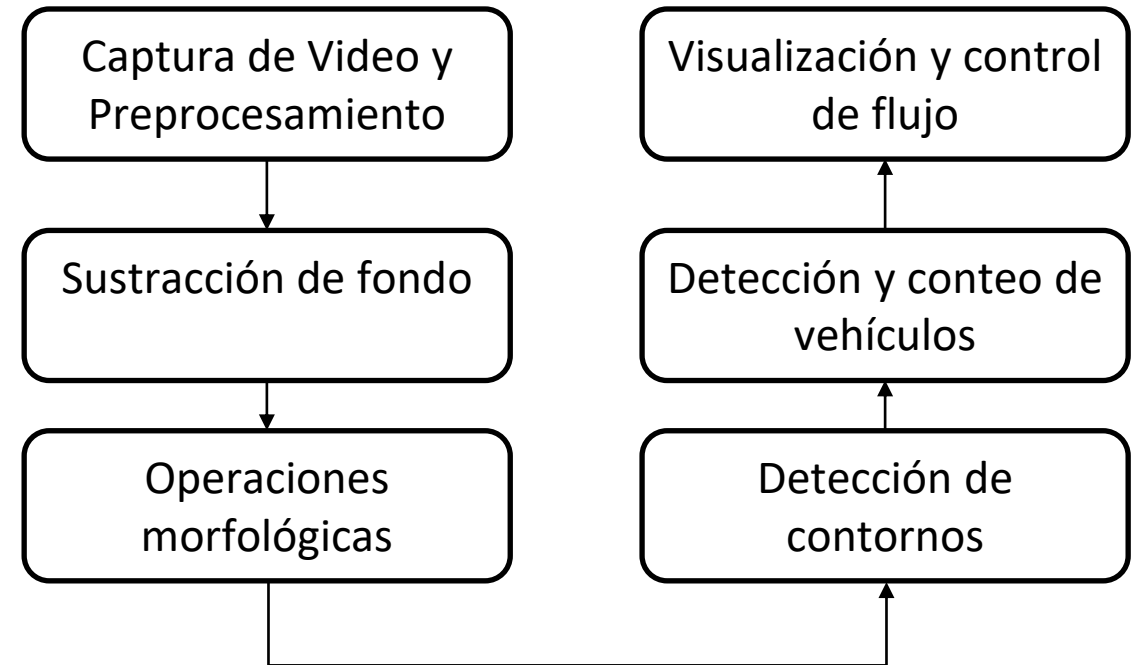 Captura de Video y
Preprocesamiento
Sustracción de fondo
Operaciones
morfológicas
Detección de
contornos
Detección y conteo de
vehículos
Visualización y control
de flujo